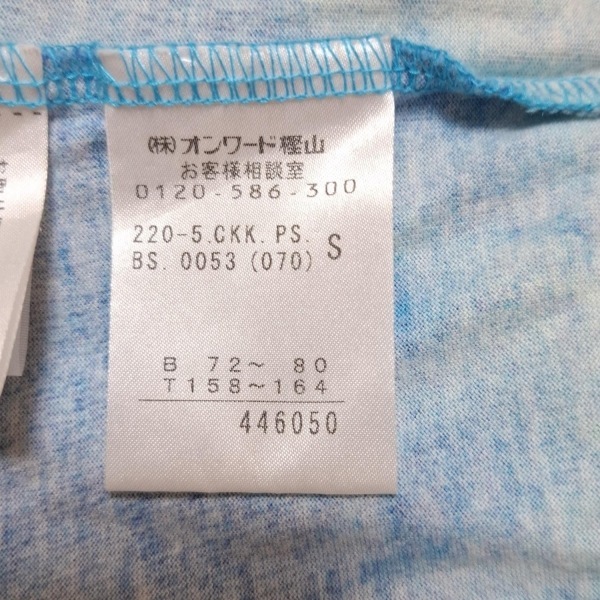 (株)オンワード樫山
お客様相談室
0120-586-300
220-5.CKK.PS.
BS.0053(070) S
B 72～ 80
T158～164
446050